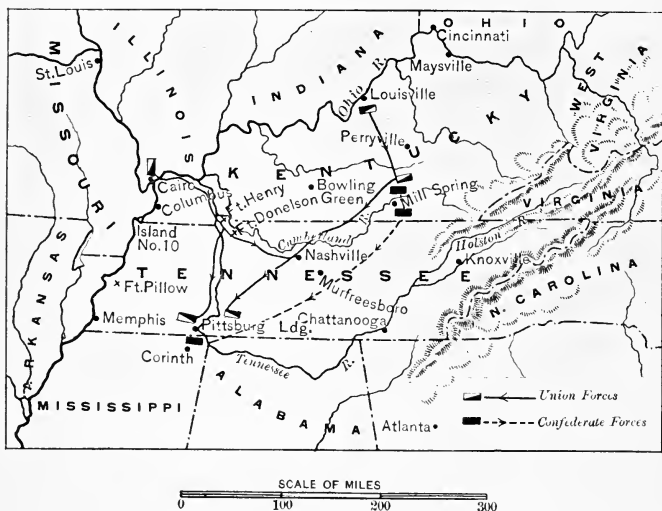 OHIO
Cincinnati
ILLINOIS
St. Louis
INDIANA
Maysville
WEST VIRGINIA
MISSOURI
Ohio R.
Louisville
Perryville
KENTUCKY
Cairo
Ft. Henry
Bowling Green
Mill Spring
Columbus
Donelson
VIRGINIA
Island No.10
Cumberland R.
Holston R.
Nashville
Knoxville
TENNESSEE
Ft. Pillow
Murfreesboro
N. CAROLINA
ARKANSAS
Memphis
Pittsburg Ldg.
Chattanooga
Corinth
Tennessee R.
Union Forces
MISSISSIPPI
ALABAMA
Atlanta
Confederate Forces
SCALE OF MILES
0 100 200 300